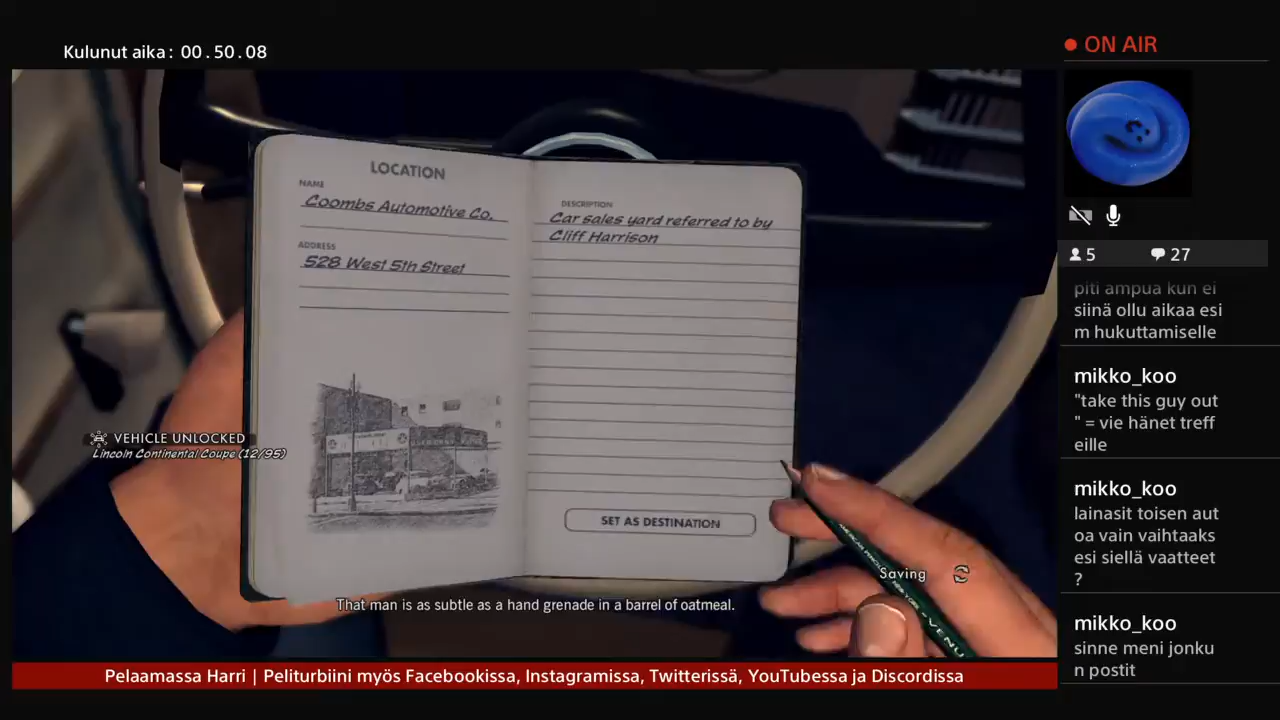 Kulunut aika: 00.50.08
ON AIR
5
27
LOCATION
NAME
Coombs Automotive Co.
ADDRESS
528 West 5th Street
DESCRIPTION
Car sales yard referred to by
Cliff Harrison
SET AS DESTINATION
VEHICLE UNLOCKED
Lincoln Continental Coupe (12/95)
Saving
AMERICAN PENCIL
VENU
That man is as subtle as a hand grenade in a barrel of oatmeal.
piti ampua kun ei
siinä ollu aikaa esi
m hukuttamiselle
mikko_koo
"take this guy out
" = vie hänet treff
eille
mikko_koo
lainasit toisen aut
oa vain vaihtaaks
esi siellä vaatteet
?
mikko_koo
sinne meni jonku
n postit
Pelaamassa Harri | Peliturbiini myös Facebookissa, Instagramissa, Twitterissä, YouTubessa ja Discordissa